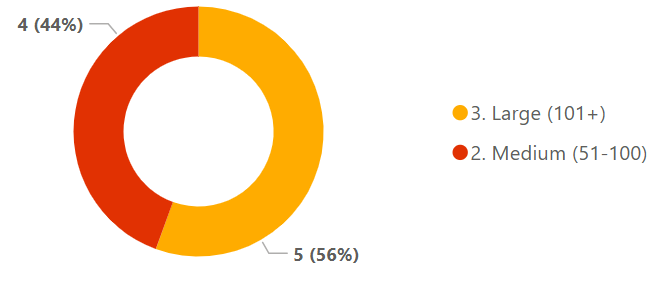 4 (44%)
3. Large (101+)
2. Medium (51-100)
5 (56%)